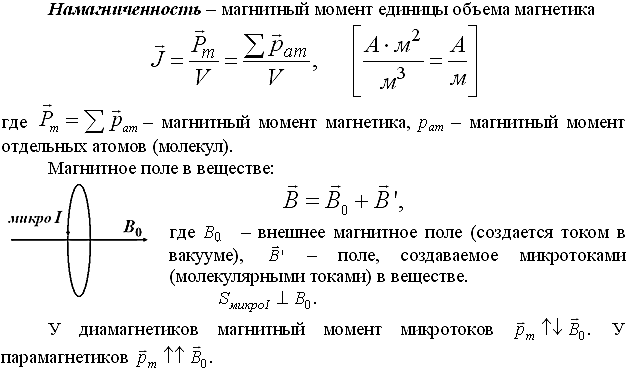 Намагниченность – магнитный момент единицы объема магнетика
$\vec{J} = \frac{\vec{P}_m}{V} = \frac{\sum \vec{p}_{am}}{V}, \quad \left[ \frac{А \cdot м^2}{м^3} = \frac{А}{м} \right]$
где $\vec{P}_m = \sum \vec{p}_{am}$ – магнитный момент магнетика, $p_{am}$ – магнитный момент
отдельных атомов (молекул).
Магнитное поле в веществе:
микро I
B₀
$\vec{B} = \vec{B}_0 + \vec{B}',$
где $B_0$ – внешнее магнитное поле (создается током в
вакууме), $\vec{B}'$ – поле, создаваемое микротоками
(молекулярными токами) в веществе.
$S_{микроI} \perp B_0.$
У диамагнетиков магнитный момент микротоков $\vec{p}_m \uparrow\downarrow \vec{B}_0$. У
парамагнетиков $\vec{p}_m \uparrow\uparrow \vec{B}_0$.